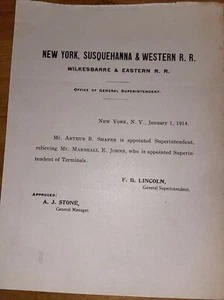 NEW YORK, SUSQUEHANNA & WESTERN R. R.
WILKESBARRE & EASTERN R. R.
OFFICE OF GENERAL SUPERINTENDENT.
NEW YORK, N. Y., January 1, 1914.
MR. ARTHUR B. SHAFER is appointed Superintendent,
relieving MR. MARSHALL E. JOHNS, who is appointed Superin-
tendent of Terminals.
F. G. LINCOLN,
General Superintendent.
APPROVED:
A. J. STONE,
General Manager.